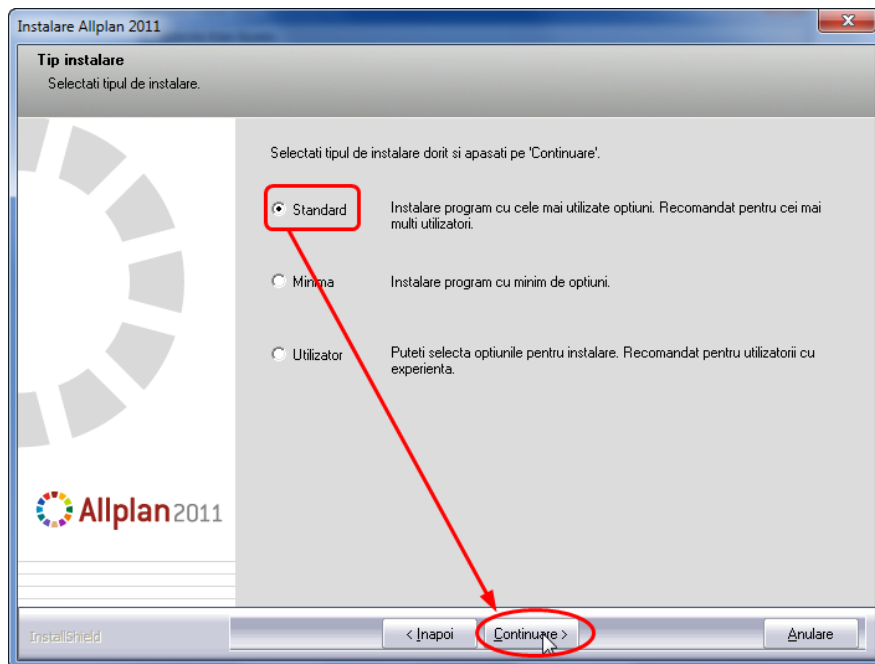 Instalare Allplan 2011
Tip instalare
Selectati tipul de instalare.
Selectati tipul de instalare dorit si apasati pe 'Continuare'.
Standard
Instalare program cu cele mai utilizate optiuni. Recomandat pentru cei mai
multi utilizatori.
Minima
Instalare program cu minim de optiuni.
Utilizator
Puteti selecta optiunile pentru instalare. Recomandat pentru utilizatorii cu
experienta.
Allplan 2011
InstallShield
< Inapoi
Continuare >
Anulare